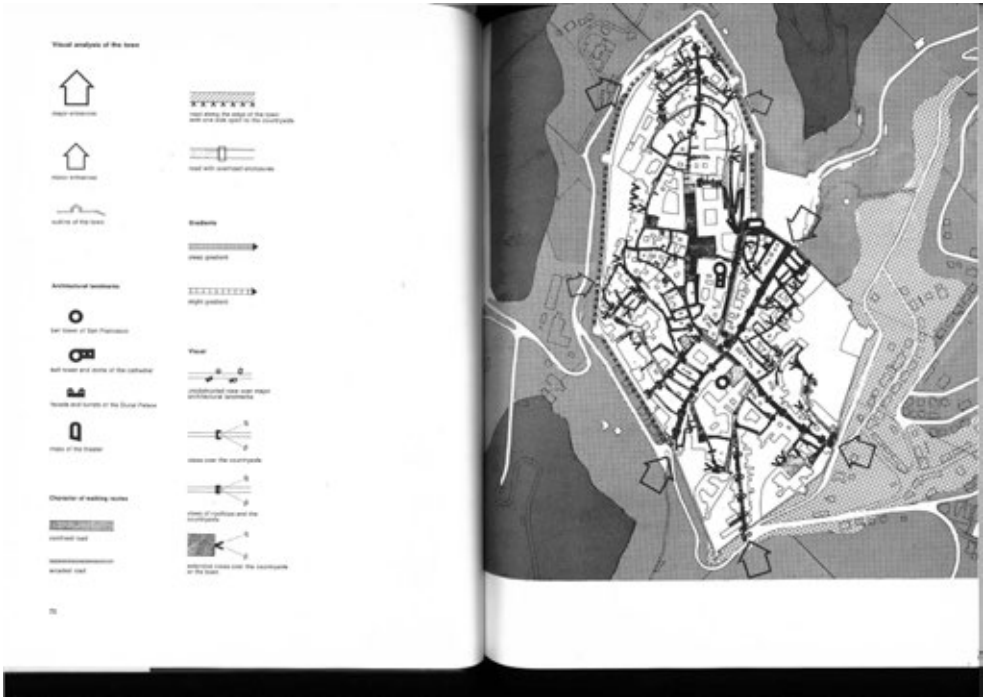 Visual analysis of the town
major entrances
minor entrances
outline of the town
Architectural landmarks
bell tower of San Francesco
bell tower and dome of the cathedral
facade and turrets of the Ducal Palace
mass of the theater
Character of walking routes
confined road
arcaded road
road along the edge of the town
with one side open to the countryside
road with overhead enclosures
Gradients
steep gradient
slight gradient
Visual
unobstructed view over major
architectural landmarks
views over the countryside
views of rooftops and the
countryside
extensive views over the countryside
or the town